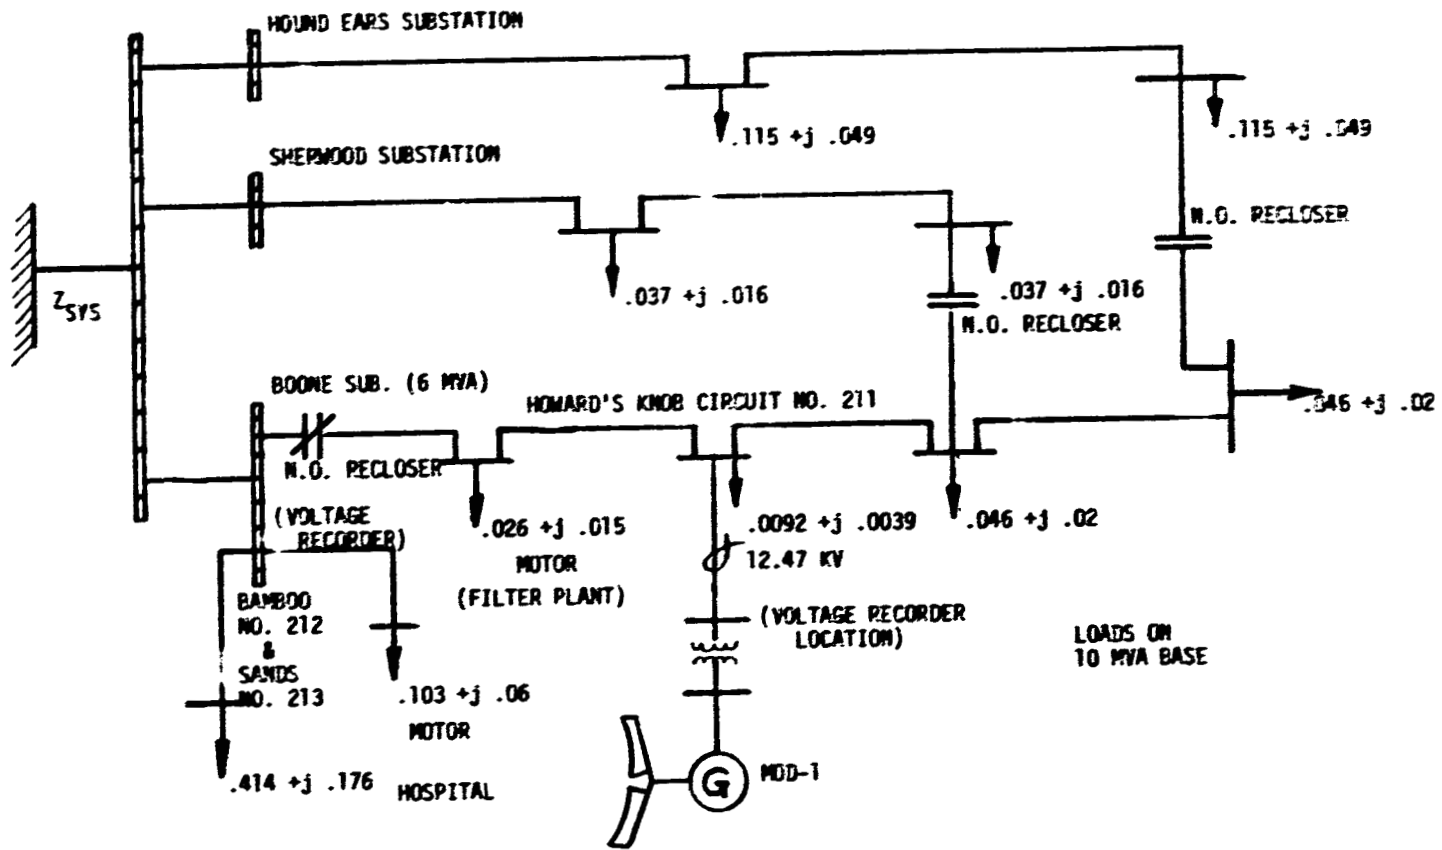 HOUND EARS SUBSTATION
.115 +j .049
.115 +j .049
SHERWOOD SUBSTATION
N.O. RECLOSER
Z SYS
.037 +j .016
.037 +j .016
N.O. RECLOSER
BOONE SUB. (6 MVA)
HOWARD'S KNOB CIRCUIT NO. 211
.046 +j .02
N.O. RECLOSER
(VOLTAGE
RECORDER)
.026 +j .015
MOTOR
(FILTER PLANT)
.0092 +j .0039
.046 +j .02
12.47 KV
BAMBOO
NO. 212
&
SANDS
NO. 213
(VOLTAGE RECORDER
LOCATION)
LOADS ON
10 MVA BASE
.103 +j .06
MOTOR
.414 +j .176
HOSPITAL
G
MOD-1